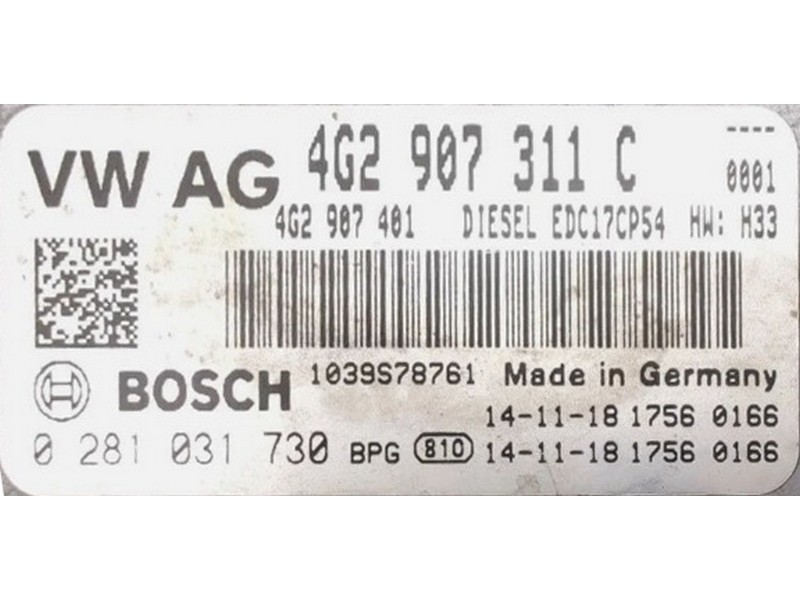 VW AG 4G2 907 311 C ----
0001
4G2 907 401 DIESEL EDC17CP54 HW: H33
BOSCH 1039S78761 Made in Germany
14-11-18 1756 0166
0 281 031 730 BPG 810 14-11-18 1756 0166